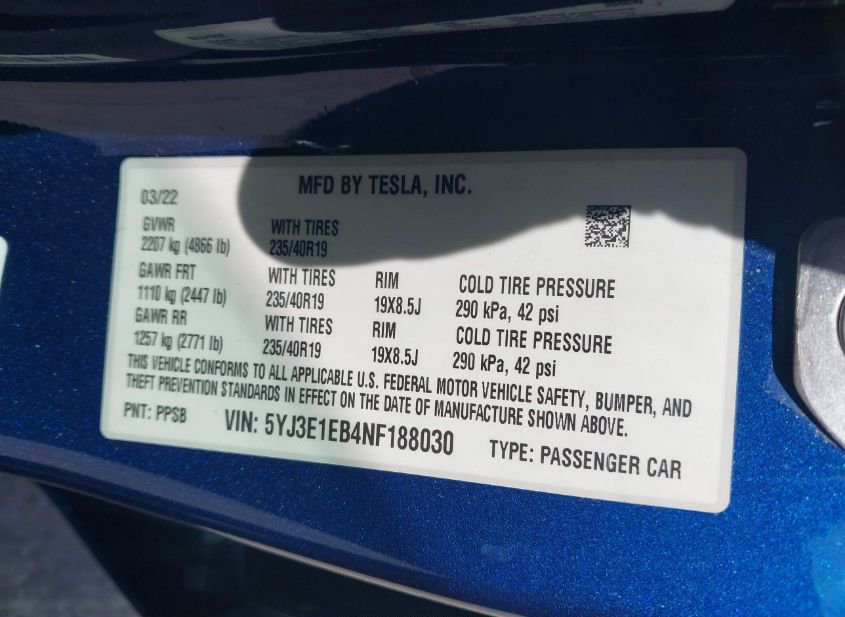 MFD BY TESLA, INC.
03/22
GVWR WITH TIRES
2207 kg (4866 lb) 235/40R19
GAWR FRT WITH TIRES RIM COLD TIRE PRESSURE
1110 kg (2447 lb) 235/40R19 19X8.5J 290 kPa, 42 psi
GAWR RR WITH TIRES RIM COLD TIRE PRESSURE
1257 kg (2771 lb) 235/40R19 19X8.5J 290 kPa, 42 psi
THIS VEHICLE CONFORMS TO ALL APPLICABLE U.S. FEDERAL MOTOR VEHICLE SAFETY, BUMPER, AND
THEFT PREVENTION STANDARDS IN EFFECT ON THE DATE OF MANUFACTURE SHOWN ABOVE.
PNT: PPSB VIN: 5YJ3E1EB4NF188030 TYPE: PASSENGER CAR